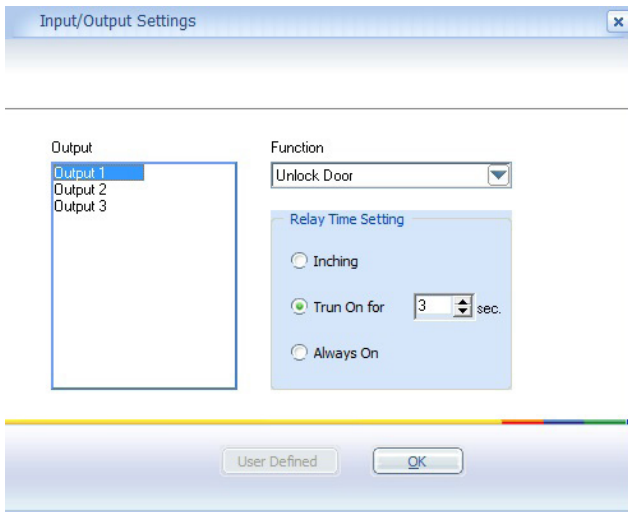 Input/Output Settings
Output
Output 1
Output 2
Output 3
Function
Unlock Door
Relay Time Setting
Inching
Trun On for 3 sec.
Always On
User Defined
OK